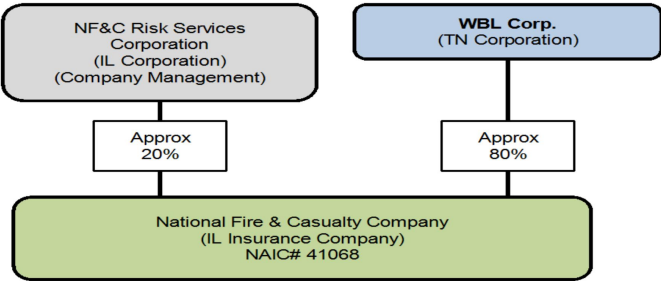 NF&C Risk Services
Corporation
(IL Corporation)
(Company Management)
WBL Corp.
(TN Corporation)
Approx
20%
Approx
80%
National Fire & Casualty Company
(IL Insurance Company)
NAIC# 41068